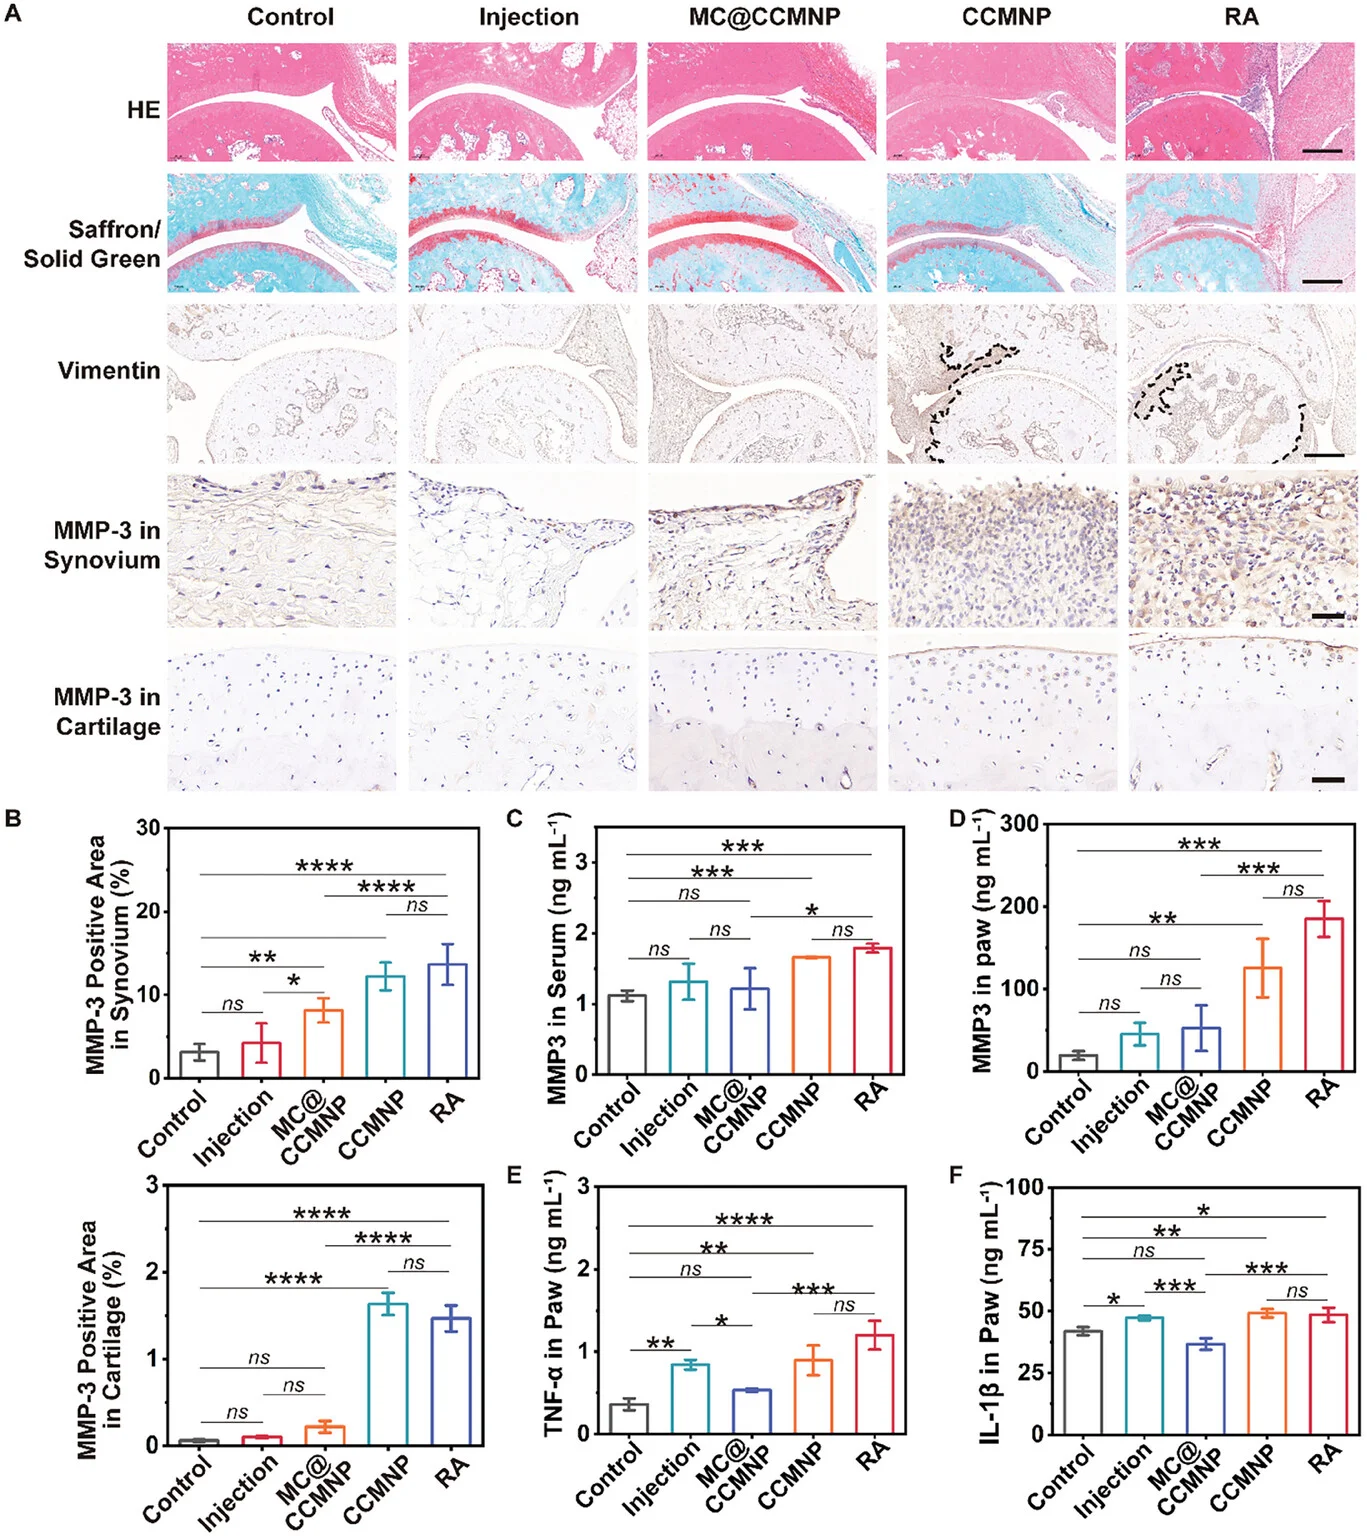 A
Control
Injection
MC@CCMNP
CCMNP
RA
HE
Saffron/
Solid Green
Vimentin
MMP-3 in
Synovium
MMP-3 in
Cartilage
B
MMP-3 Positive Area
in Synovium (%)
30
20
10
0
****
****
ns
**
*
ns
Control
Injection
MC@
CCMNP
CCMNP
RA
C
MMP3 in Serum (ng mL⁻¹)
3
2
1
0
***
***
ns
*
ns
ns
ns
Control
Injection
MC@
CCMNP
CCMNP
RA
D
MMP3 in paw (ng mL⁻¹)
300
200
100
0
***
***
ns
**
ns
ns
ns
Control
Injection
MC@
CCMNP
CCMNP
RA
MMP-3 Positive Area
in Cartilage (%)
3
2
1
0
****
****
ns
****
ns
ns
ns
Control
Injection
MC@
CCMNP
CCMNP
RA
E
TNF-α in Paw (ng mL⁻¹)
3
2
1
0
****
**
ns
***
ns
*
**
Control
Injection
MC@
CCMNP
CCMNP
RA
F
IL-1β in Paw (ng mL⁻¹)
100
75
50
25
0
*
**
ns
***
***
ns
*
Control
Injection
MC@
CCMNP
CCMNP
RA